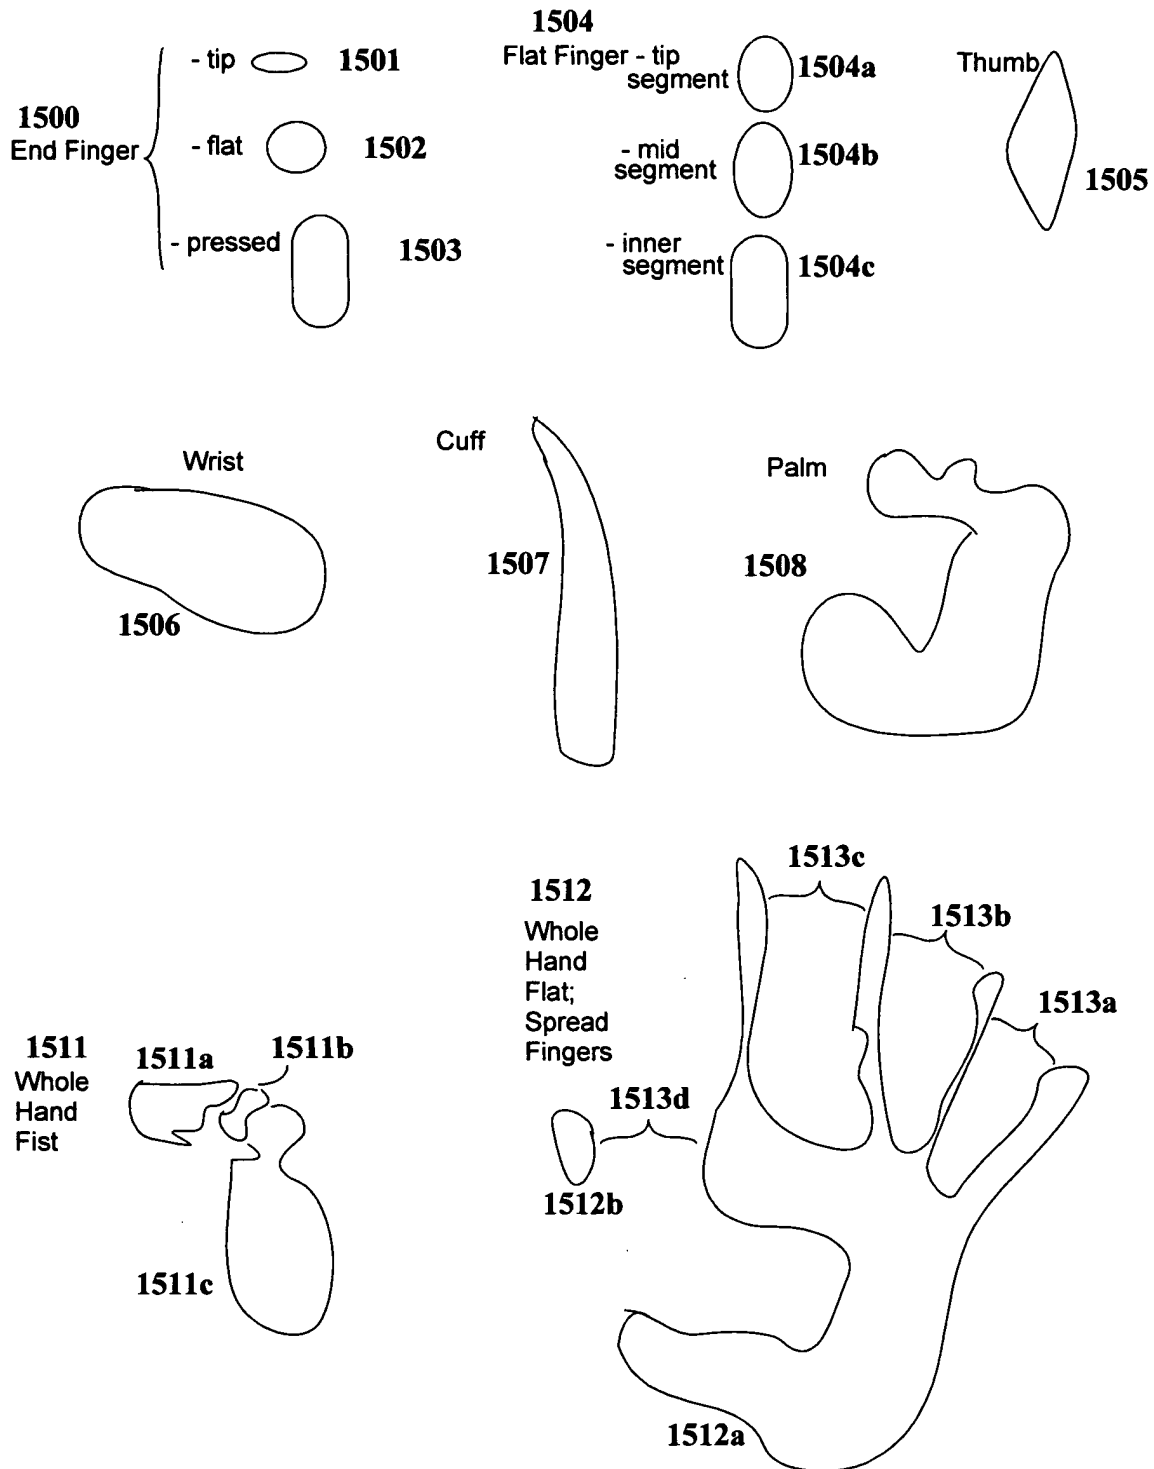 1500
End Finger
- tip 1501
- flat 1502
- pressed 1503
1504
Flat Finger - tip
segment 1504a
- mid
segment 1504b
- inner
segment 1504c
Thumb
1505
Wrist
1506
Cuff
1507
Palm
1508
1511
Whole
Hand
Fist
1511a
1511b
1511c
1512
Whole
Hand
Flat;
Spread
Fingers
1513c
1513b
1513a
1513d
1512b
1512a